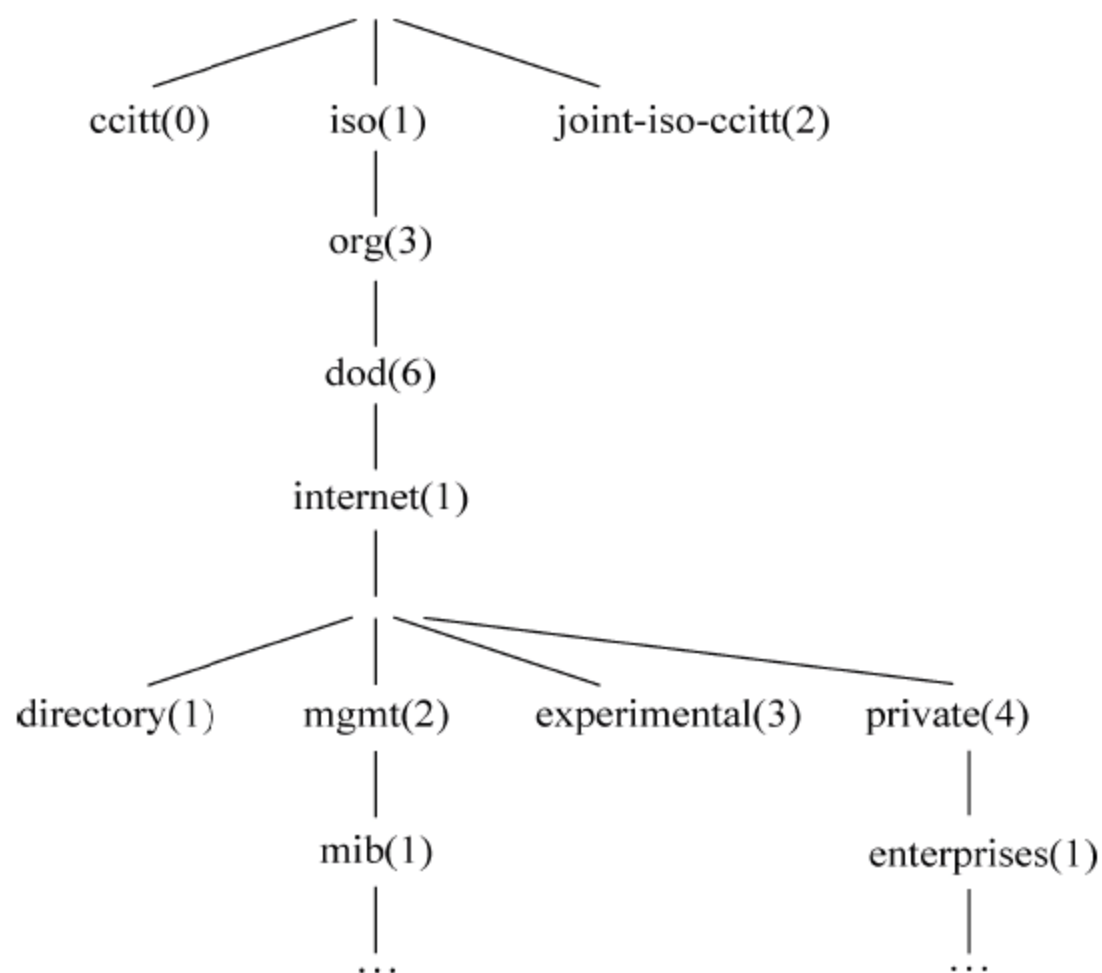 ccitt(0) iso(1) joint-iso-ccitt(2)
org(3)
dod(6)
internet(1)
directory(1) mgmt(2) experimental(3) private(4)
mib(1) enterprises(1)
... ...